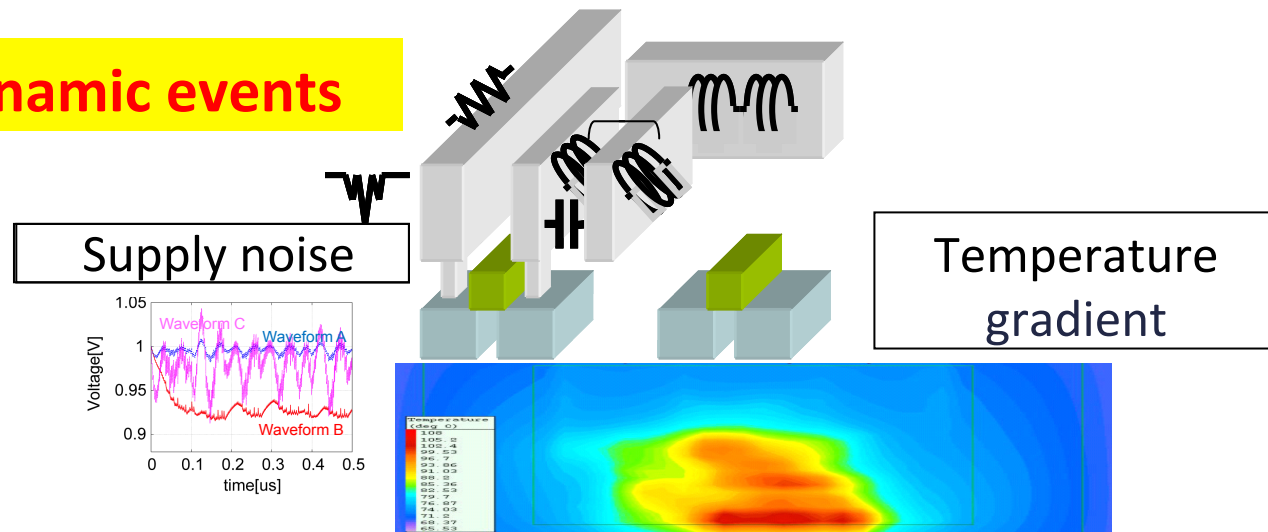 namic events
Supply noise
Temperature
gradient
1.05
1
0.95
0.9
Voltage[V]
Waveform C
Waveform A
Waveform B
0 0.1 0.2 0.3 0.4 0.5
time[us]
Temperature
(deg C)
108
105.2
102.4
99.53
96.7
93.86
91.03
88.2
85.36
82.53
79.7
76.87
74.03
71.2
68.37
65.53